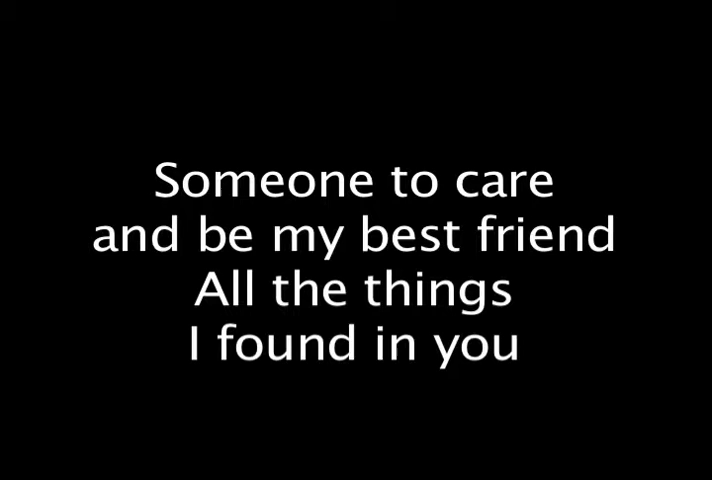 Someone to care
and be my best friend
All the things
I found in you